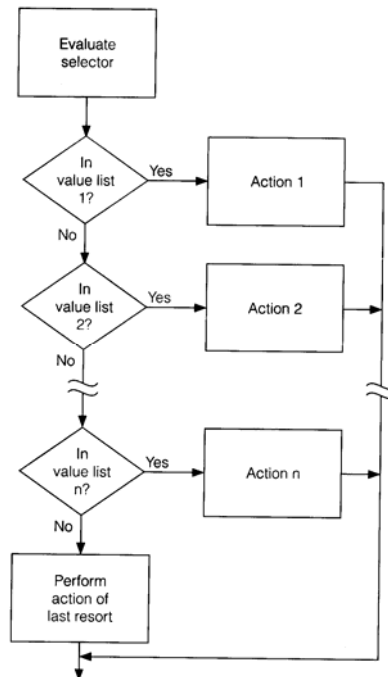 Evaluate
selector
In
value list
1?
Yes
Action 1
No
In
value list
2?
Yes
Action 2
No
In
value list
n?
Yes
Action n
No
Perform
action of
last resort